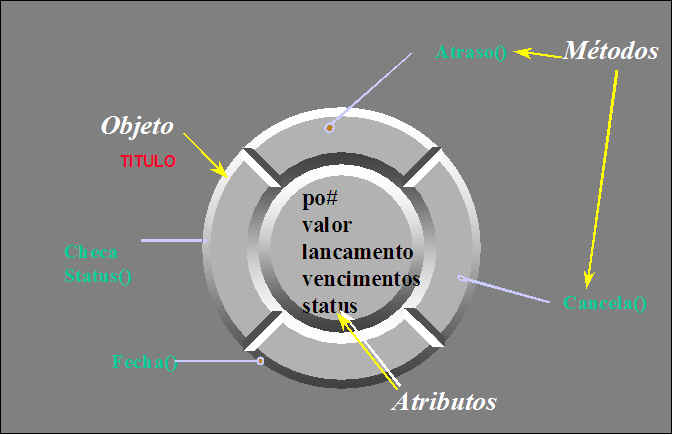 Atraso()
Métodos
Objeto
TITULO
po#
valor
lancamento
vencimentos
status
Checa
Status()
Cancela()
Fecha()
Atributos